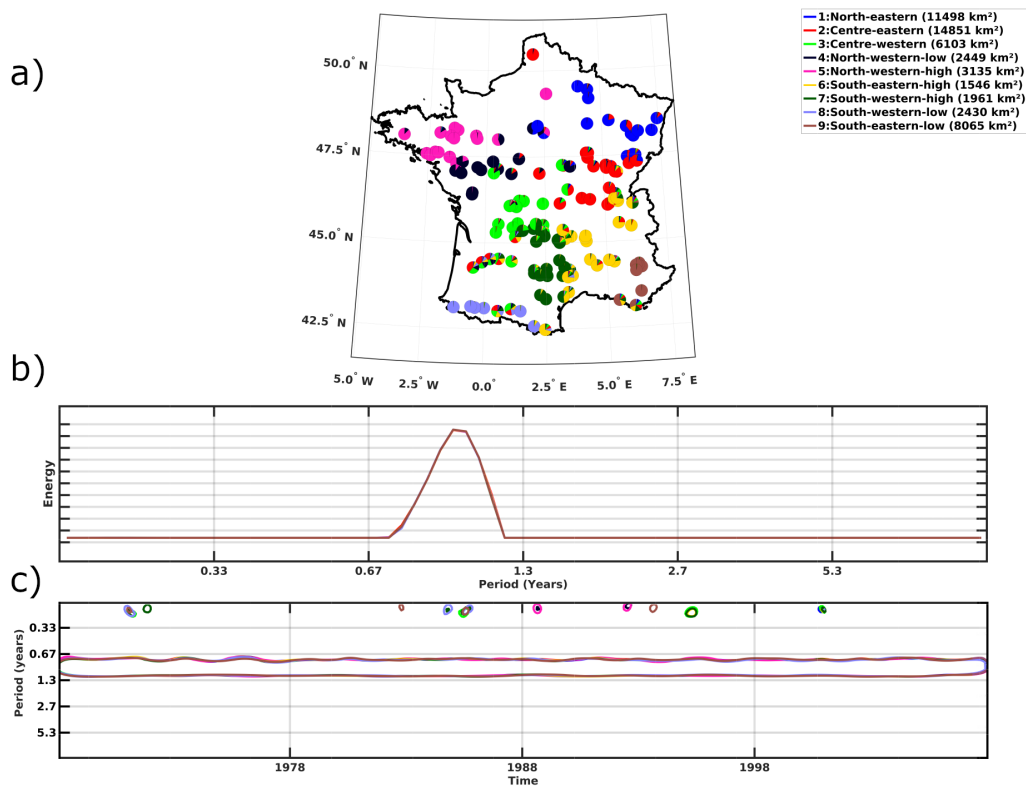 a)
50.0° N
47.5° N
45.0° N
42.5° N
5.0° W
2.5° W
0.0°
2.5° E
5.0° E
7.5° E
1:North-eastern (11498 km²)
2:Centre-eastern (14851 km²)
3:Centre-western (6103 km²)
4:North-western-low (2449 km²)
5:North-western-high (3135 km²)
6:South-eastern-high (1546 km²)
7:South-western-high (1961 km²)
8:South-western-low (2430 km²)
9:South-eastern-low (8065 km²)
b)
Energy
0.33
0.67
1.3
2.7
5.3
Period (Years)
c)
Period (years)
0.33
0.67
1.3
2.7
5.3
1978
1988
1998
Time